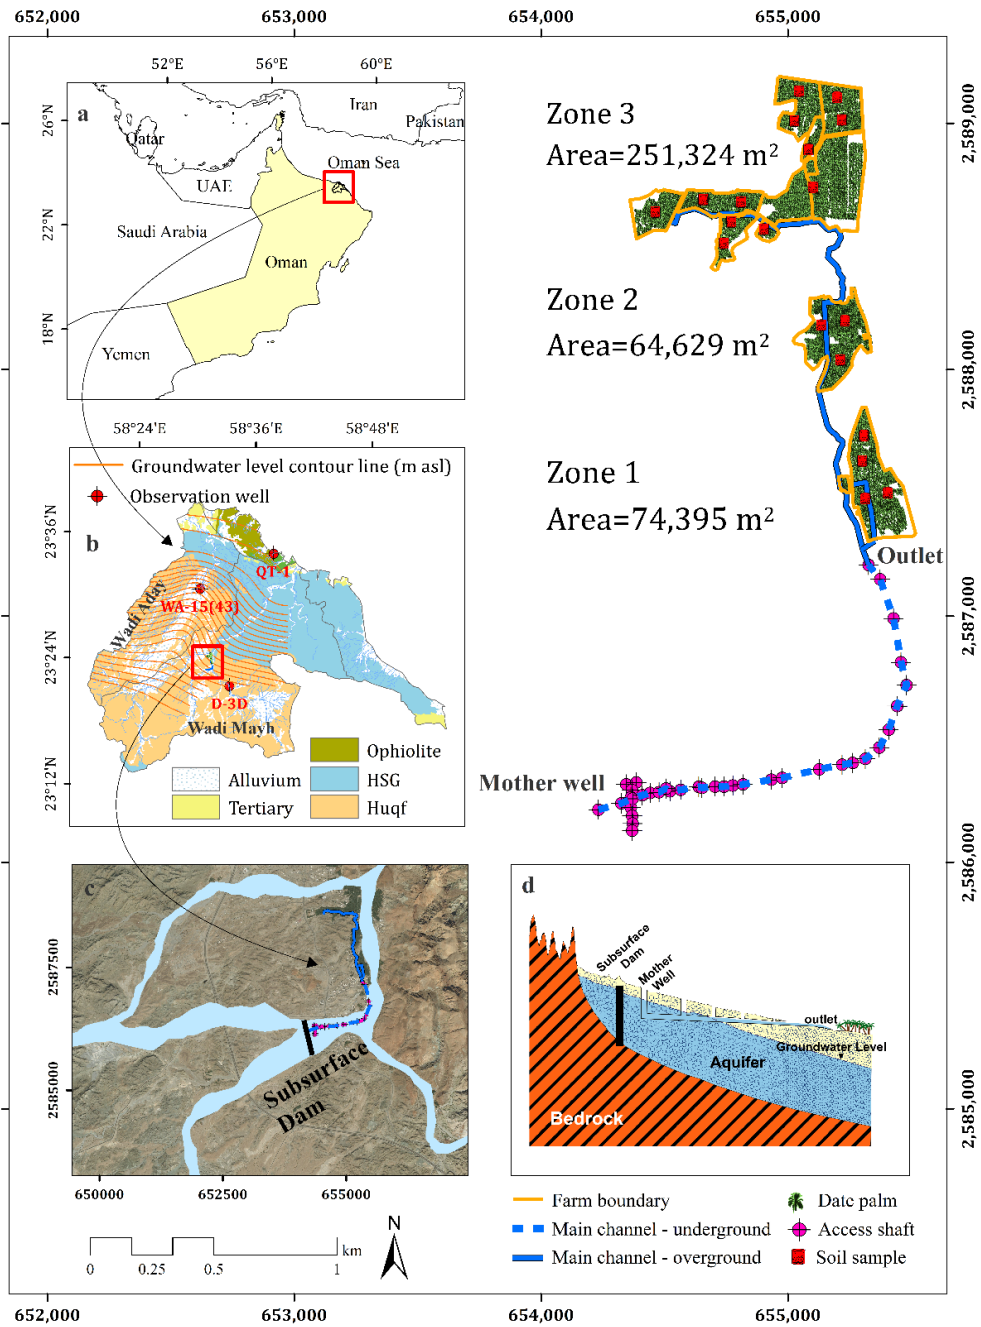 652,000
653,000
654,000
655,000
52°E
56°E
60°E
26°N
22°N
18°N
a
Iran
Pakistan
Qatar
Oman Sea
UAE
Saudi Arabia
Oman
Yemen
Zone 3
Area=251,324 m²
Zone 2
Area=64,629 m²
Zone 1
Area=74,395 m²
Outlet
Mother well
2,589,000
2,588,000
2,587,000
2,586,000
2,585,000
58°24'E
58°36'E
58°48'E
Groundwater level contour line (m asl)
Observation well
b
23°36'N
23°24'N
23°12'N
QT-1
WA-15(43)
Wadi Aday
D-3D
Wadi Mayh
Ophiolite
Alluvium
HSG
Tertiary
Huqf
c
2587500
2585000
Subsurface
Dam
650000
652500
655000
d
Subsurface
Dam
Mother
Well
outlet
Groundwater Level
Aquifer
Bedrock
N
km
0
0.25
0.5
1
Farm boundary
Date palm
Main channel - underground
Access shaft
Main channel - overground
Soil sample
652,000
653,000
654,000
655,000